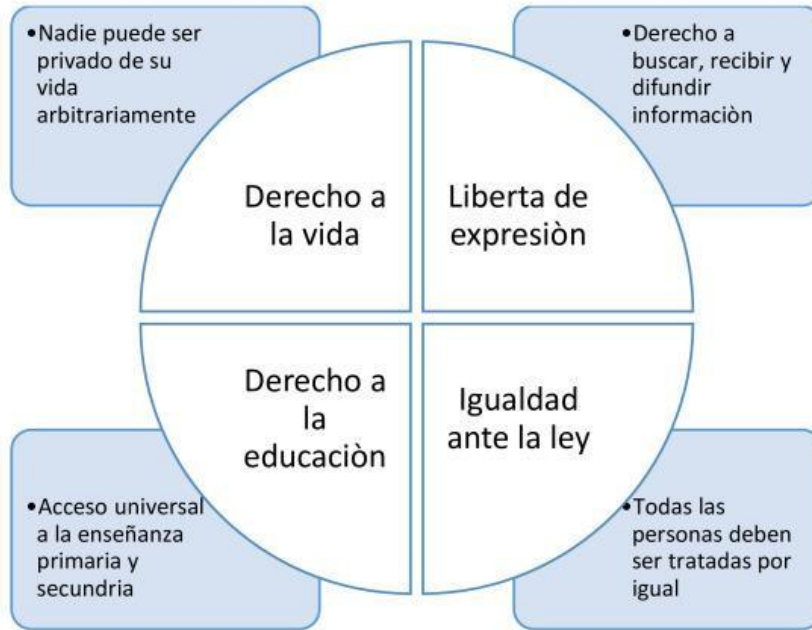 •Nadie puede ser
privado de su
vida
arbitrariamente
•Derecho a
buscar, recibir y
difundir
informaciòn
Derecho a
la vida
Liberta de
expresiòn
Derecho a
la
educaciòn
Igualdad
ante la ley
•Acceso universal
a la enseñanza
primaria y
secundria
•Todas las
personas deben
ser tratadas por
igual